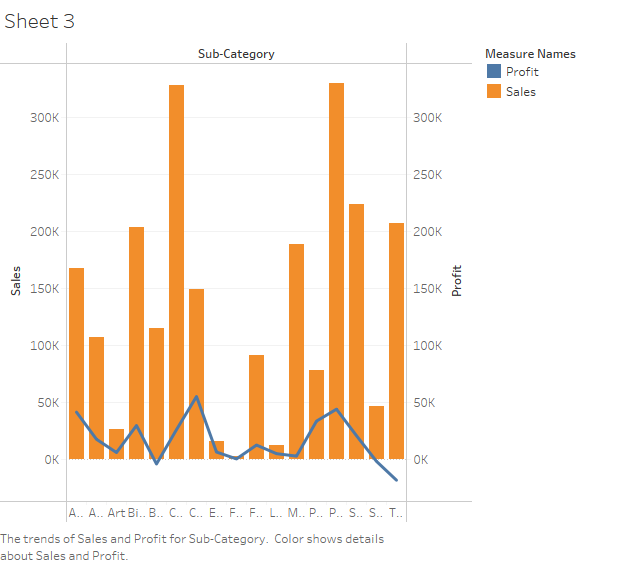 Sheet 3
Sub-Category
Measure Names
Profit
Sales
300K
250K
200K
150K
100K
50K
0K
Sales
300K
250K
200K
150K
100K
50K
0K
Profit
A.. A.. Art Bi.. B.. C.. C.. E.. F.. F.. L.. M.. P.. P.. S.. S.. T..
The trends of Sales and Profit for Sub-Category. Color shows details
about Sales and Profit.